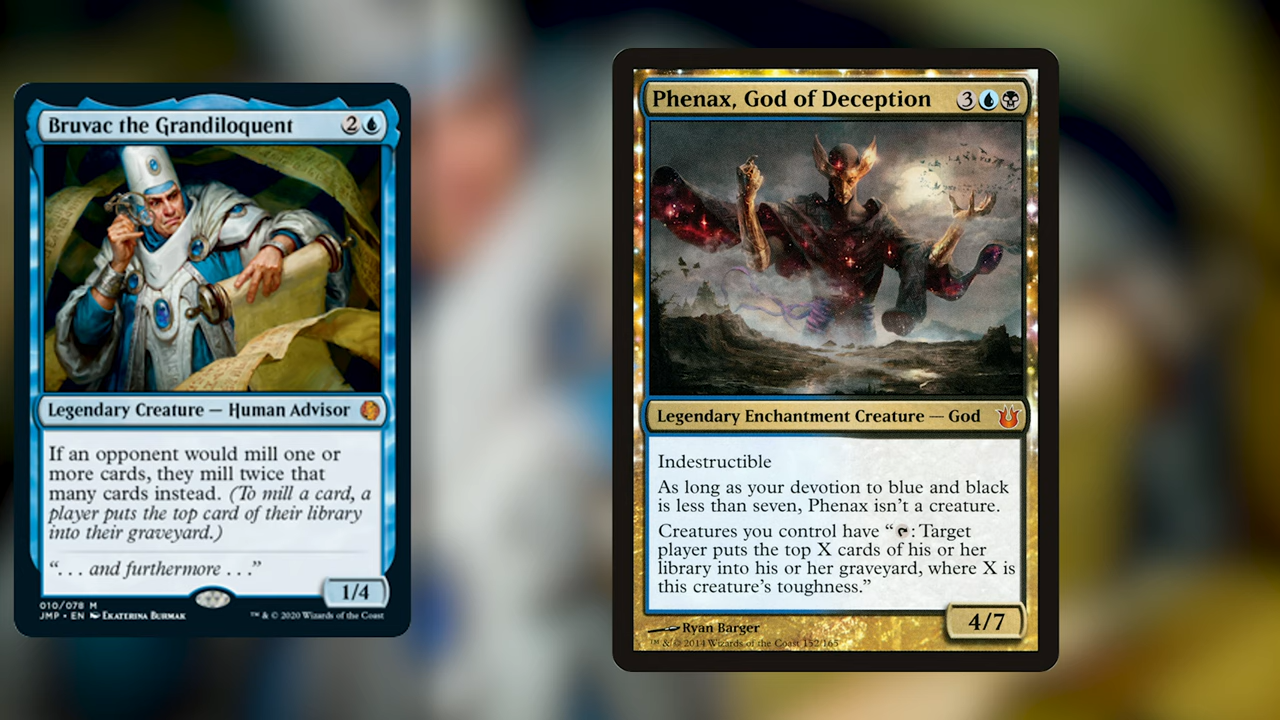 Bruvac the Grandiloquent 2
Legendary Creature — Human Advisor
If an opponent would mill one or
more cards, they mill twice that
many cards instead. (To mill a card, a
player puts the top card of their library
into their graveyard.)
“. . . and furthermore . . .”
1/4
010/078 M
JMP • EN EKATERINA BURMAK
™ & © 2020 Wizards of the Coast
Phenax, God of Deception 3
Legendary Enchantment Creature — God
Indestructible
As long as your devotion to blue and black
is less than seven, Phenax isn’t a creature.
Creatures you control have “: Target
player puts the top X cards of his or her
library into his or her graveyard, where X is
this creature’s toughness.”
4/7
Ryan Barger
™ & © 2014 Wizards of the Coast 152/165